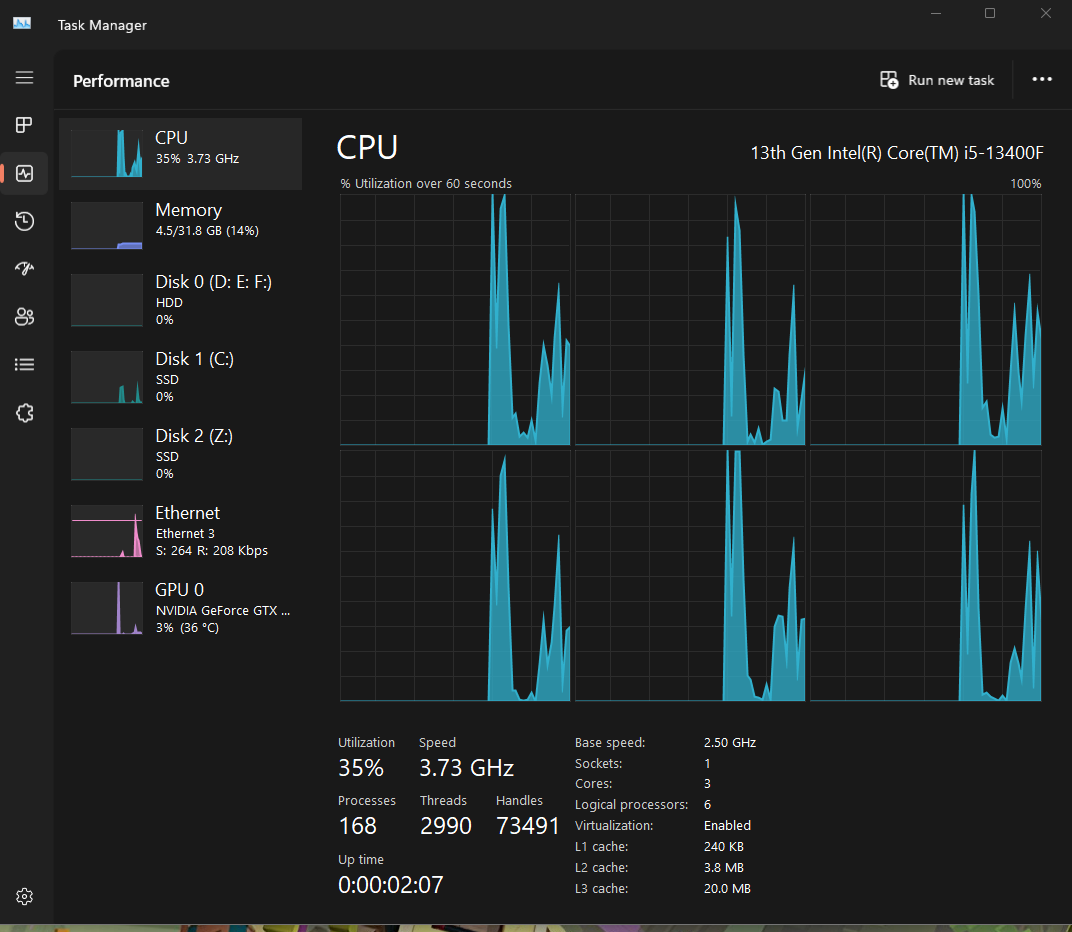 Task Manager
Performance
Run new task
CPU
35% 3.73 GHz
Memory
4.5/31.8 GB (14%)
Disk 0 (D: E: F:)
HDD
0%
Disk 1 (C:)
SSD
0%
Disk 2 (Z:)
SSD
0%
Ethernet
Ethernet 3
S: 264 R: 208 Kbps
GPU 0
NVIDIA GeForce GTX ...
3% (36 °C)
CPU
13th Gen Intel(R) Core(TM) i5-13400F
% Utilization over 60 seconds
100%
Utilization
Speed
35%
3.73 GHz
Processes
Threads
Handles
168
2990
73491
Up time
0:00:02:07
Base speed: 2.50 GHz
Sockets: 1
Cores: 3
Logical processors: 6
Virtualization: Enabled
L1 cache: 240 KB
L2 cache: 3.8 MB
L3 cache: 20.0 MB